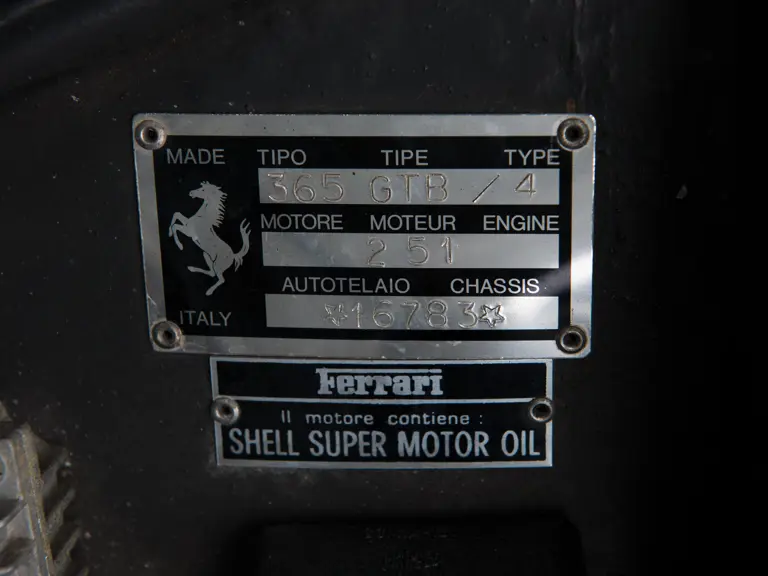 MADE TIPO TIPE TYPE
365 GTB / 4
MOTORE MOTEUR ENGINE
251
AUTOTELAIO CHASSIS
ITALY ☆16783☆
Ferrari
Il motore contiene :
SHELL SUPER MOTOR OIL